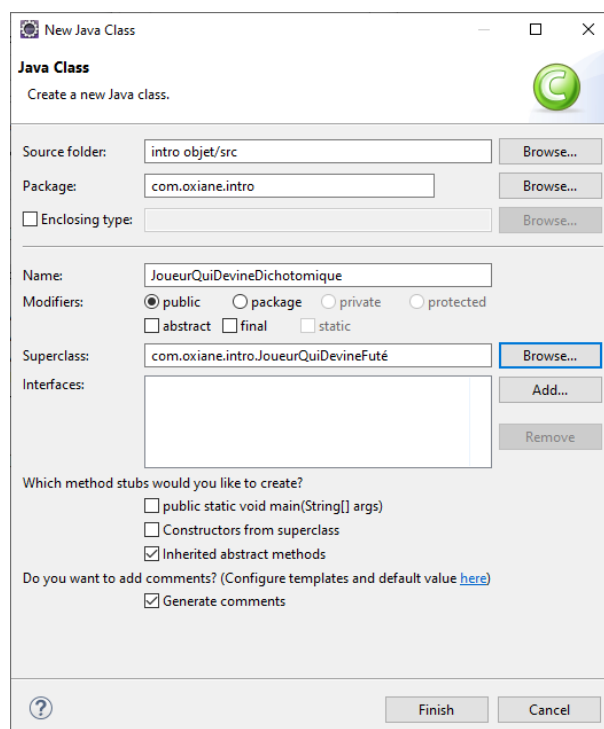 New Java Class
Java Class
Create a new Java class.
Source folder: intro objet/src Browse...
Package: com.oxiane.intro Browse...
Enclosing type: Browse...
Name: JoueurQuiDevineDichotomique
Modifiers: public package private protected
abstract final static
Superclass: com.oxiane.intro.JoueurQuiDevineFuté Browse...
Interfaces: Add...
Remove
Which method stubs would you like to create?
public static void main(String[] args)
Constructors from superclass
Inherited abstract methods
Do you want to add comments? (Configure templates and default value here)
Generate comments
? Finish Cancel